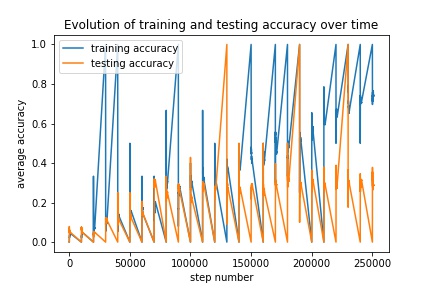 Evolution of training and testing accuracy over time
1.0
training accuracy
testing accuracy
0.8
0.6
0.4
0.2
0.0
average accuracy
0 50000 100000 150000 200000 250000
step number